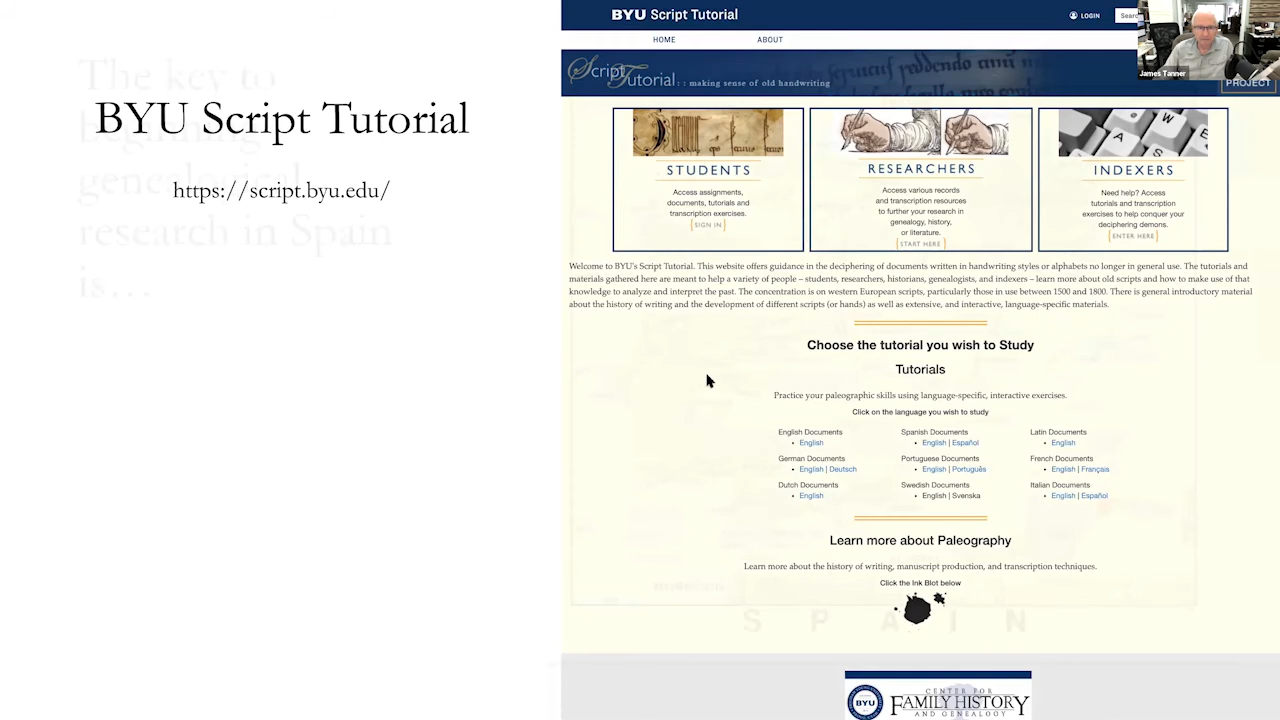 The key to
beginning
genealogical
research in Spain
is…
BYU Script Tutorial
https://script.byu.edu/
BYU Script Tutorial
LOGIN
Searc
HOME
ABOUT
James Tanner
Script Tutorial :: making sense of old handwriting
PROJECT
STUDENTS
Access assignments,
documents, tutorials and
transcription exercises.
{SIGN IN}
RESEARCHERS
Access various records
and transcription resources
to further your research in
genealogy, history,
or literature.
{START HERE}
INDEXERS
Need help? Access
tutorials and transcription
exercises to help conquer your
deciphering demons.
{ENTER HERE}
Welcome to BYU's Script Tutorial. This website offers guidance in the deciphering of documents written in handwriting styles or alphabets no longer in general use. The tutorials and
materials gathered here are meant to help a variety of people – students, researchers, historians, genealogists, and indexers – learn more about old scripts and how to make use of that
knowledge to analyze and interpret the past. The concentration is on western European scripts, particularly those in use between 1500 and 1800. There is general introductory material
about the history of writing and the development of different scripts (or hands) as well as extensive, and interactive, language-specific materials.
Choose the tutorial you wish to Study
Tutorials
Practice your paleographic skills using language-specific, interactive exercises.
Click on the language you wish to study
English Documents
• English
Spanish Documents
• English | Español
Latin Documents
• English
German Documents
• English | Deutsch
Portuguese Documents
• English | Português
French Documents
• English | Français
Dutch Documents
• English
Swedish Documents
• English | Svenska
Italian Documents
• English | Español
Learn more about Paleography
Learn more about the history of writing, manuscript production, and transcription techniques.
Click the Ink Blot below
SPAIN
BYU
CENTER FOR
FAMILY HISTORY
AND GENEALOGY